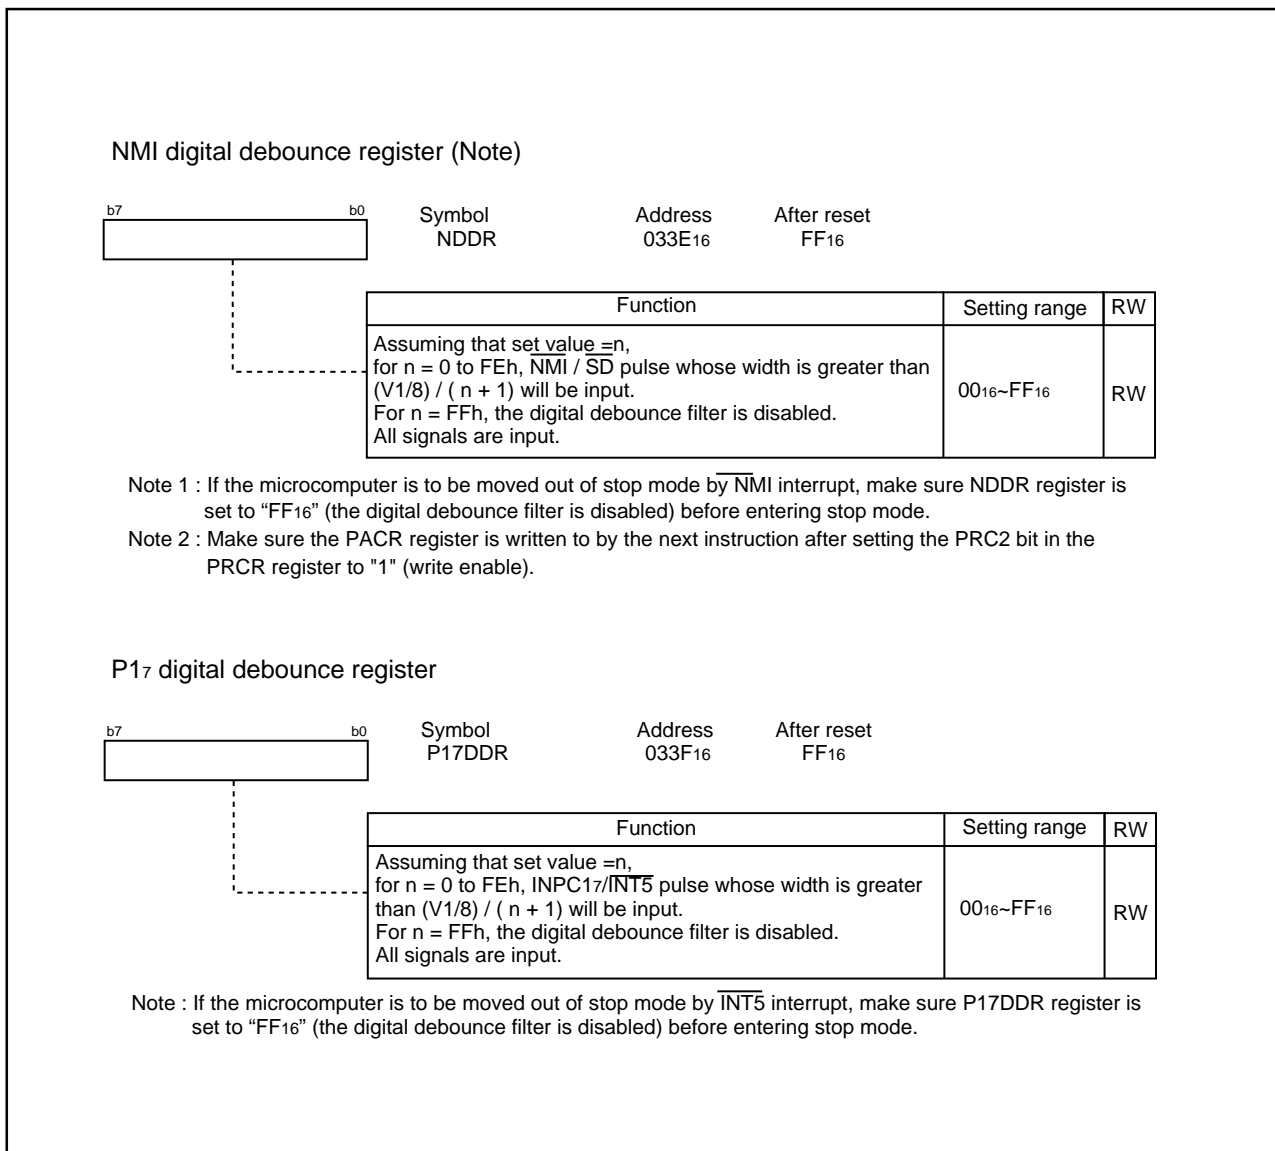 NMI digital debounce register (Note)
b7 b0 Symbol Address After reset
NDDR 033E16 FF16
Function Setting range RW
Assuming that set value =n,
for n = 0 to FEh, NMI / SD pulse whose width is greater than
(V1/8) / ( n + 1) will be input.
For n = FFh, the digital debounce filter is disabled.
All signals are input.
0016~FF16 RW
Note 1 : If the microcomputer is to be moved out of stop mode by NMI interrupt, make sure NDDR register is
set to “FF16” (the digital debounce filter is disabled) before entering stop mode.
Note 2 : Make sure the PACR register is written to by the next instruction after setting the PRC2 bit in the
PRCR register to "1" (write enable).
P17 digital debounce register
b7 b0 Symbol Address After reset
P17DDR 033F16 FF16
Function Setting range RW
Assuming that set value =n,
for n = 0 to FEh, INPC17/INT5 pulse whose width is greater
than (V1/8) / ( n + 1) will be input.
For n = FFh, the digital debounce filter is disabled.
All signals are input.
0016~FF16 RW
Note : If the microcomputer is to be moved out of stop mode by INT5 interrupt, make sure P17DDR register is
set to “FF16” (the digital debounce filter is disabled) before entering stop mode.